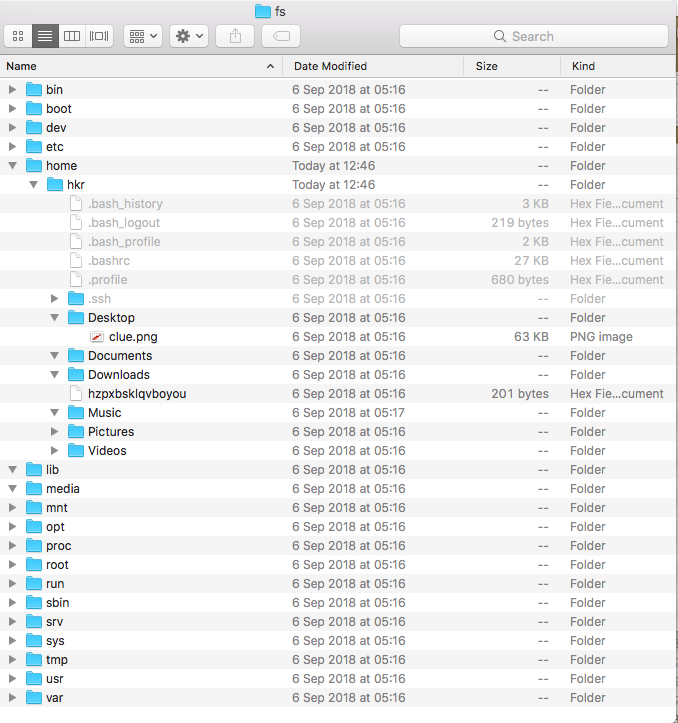 fs
Search
Name Date Modified Size Kind
bin 6 Sep 2018 at 05:16 -- Folder
boot 6 Sep 2018 at 05:16 -- Folder
dev 6 Sep 2018 at 05:16 -- Folder
etc 6 Sep 2018 at 05:16 -- Folder
home Today at 12:46 -- Folder
hkr Today at 12:46 -- Folder
.bash_history 6 Sep 2018 at 05:16 3 KB Hex Fie...cument
.bash_logout 6 Sep 2018 at 05:16 219 bytes Hex Fie...cument
.bash_profile 6 Sep 2018 at 05:16 2 KB Hex Fie...cument
.bashrc 6 Sep 2018 at 05:16 27 KB Hex Fie...cument
.profile 6 Sep 2018 at 05:16 680 bytes Hex Fie...cument
.ssh 6 Sep 2018 at 05:16 -- Folder
Desktop 6 Sep 2018 at 05:16 -- Folder
clue.png 6 Sep 2018 at 05:16 63 KB PNG image
Documents 6 Sep 2018 at 05:16 -- Folder
Downloads 6 Sep 2018 at 05:16 -- Folder
hzpxbsklqvboyou 6 Sep 2018 at 05:16 201 bytes Hex Fie...cument
Music 6 Sep 2018 at 05:17 -- Folder
Pictures 6 Sep 2018 at 05:16 -- Folder
Videos 6 Sep 2018 at 05:16 -- Folder
lib 6 Sep 2018 at 05:16 -- Folder
media 6 Sep 2018 at 05:16 -- Folder
mnt 6 Sep 2018 at 05:16 -- Folder
opt 6 Sep 2018 at 05:16 -- Folder
proc 6 Sep 2018 at 05:16 -- Folder
root 6 Sep 2018 at 05:16 -- Folder
run 6 Sep 2018 at 05:16 -- Folder
sbin 6 Sep 2018 at 05:16 -- Folder
srv 6 Sep 2018 at 05:16 -- Folder
sys 6 Sep 2018 at 05:16 -- Folder
tmp 6 Sep 2018 at 05:16 -- Folder
usr 6 Sep 2018 at 05:16 -- Folder
var 6 Sep 2018 at 05:16 -- Folder